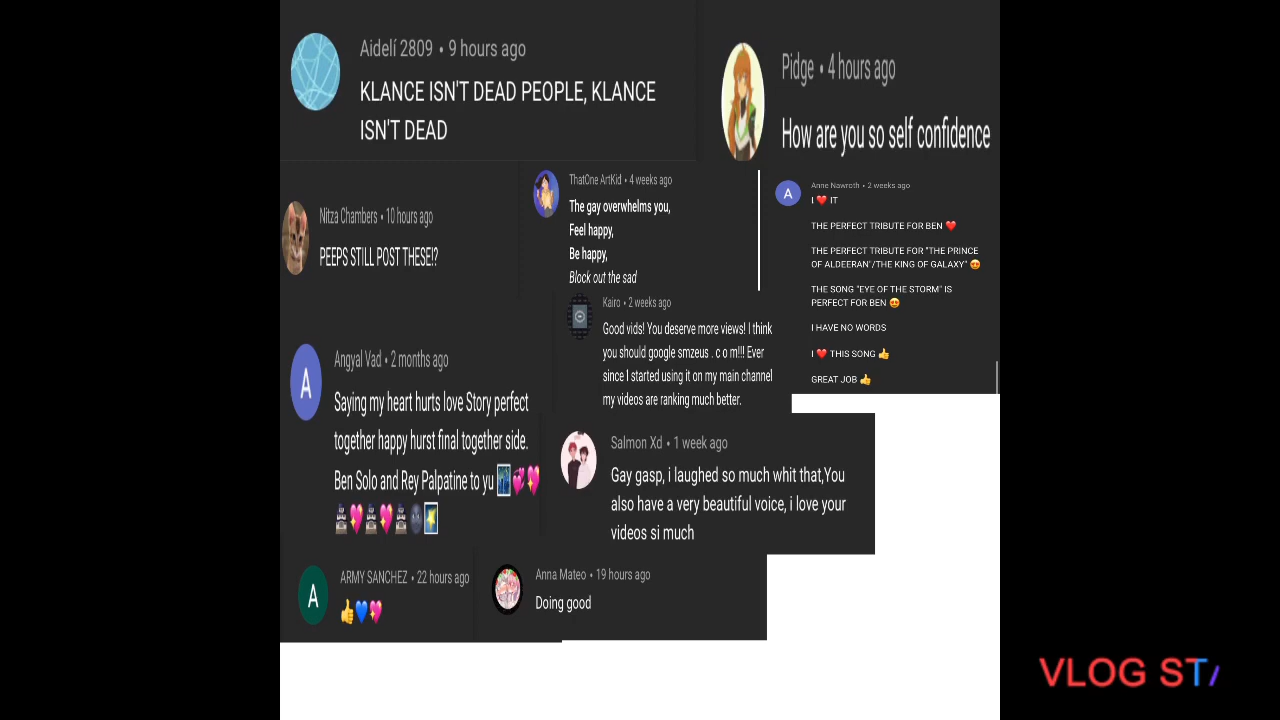 Aidelí 2809 • 9 hours ago
KLANCE ISN'T DEAD PEOPLE, KLANCE
ISN'T DEAD
Pidge • 4 hours ago
How are you so self confidence
Nitza Chambers • 10 hours ago
PEEPS STILL POST THESE!?
ThatOne ArtKid • 4 weeks ago
The gay overwhelms you,
Feel happy,
Be happy,
Block out the sad
A
Anne Nawroth • 2 weeks ago
I ❤️ IT
THE PERFECT TRIBUTE FOR BEN ❤️
THE PERFECT TRIBUTE FOR "THE PRINCE
OF ALDEERAN"/THE KING OF GALAXY" 😍
THE SONG "EYE OF THE STORM" IS
PERFECT FOR BEN 😍
I HAVE NO WORDS
I ❤️ THIS SONG 👍
GREAT JOB 👍
Kairo • 2 weeks ago
Good vids! You deserve more views! I think
you should google smzeus . c o m!!! Ever
since I started using it on my main channel
my videos are ranking much better.
A
Angyal Vad • 2 months ago
Saying my heart hurts love Story perfect
together happy hurst final together side.
Ben Solo and Rey Palpatine to yu
Salmon Xd • 1 week ago
Gay gasp, i laughed so much whit that,You
also have a very beautiful voice, i love your
videos si much
A
ARMY SANCHEZ • 22 hours ago
👍💙💖
Anna Mateo • 19 hours ago
Doing good
VLOG ST